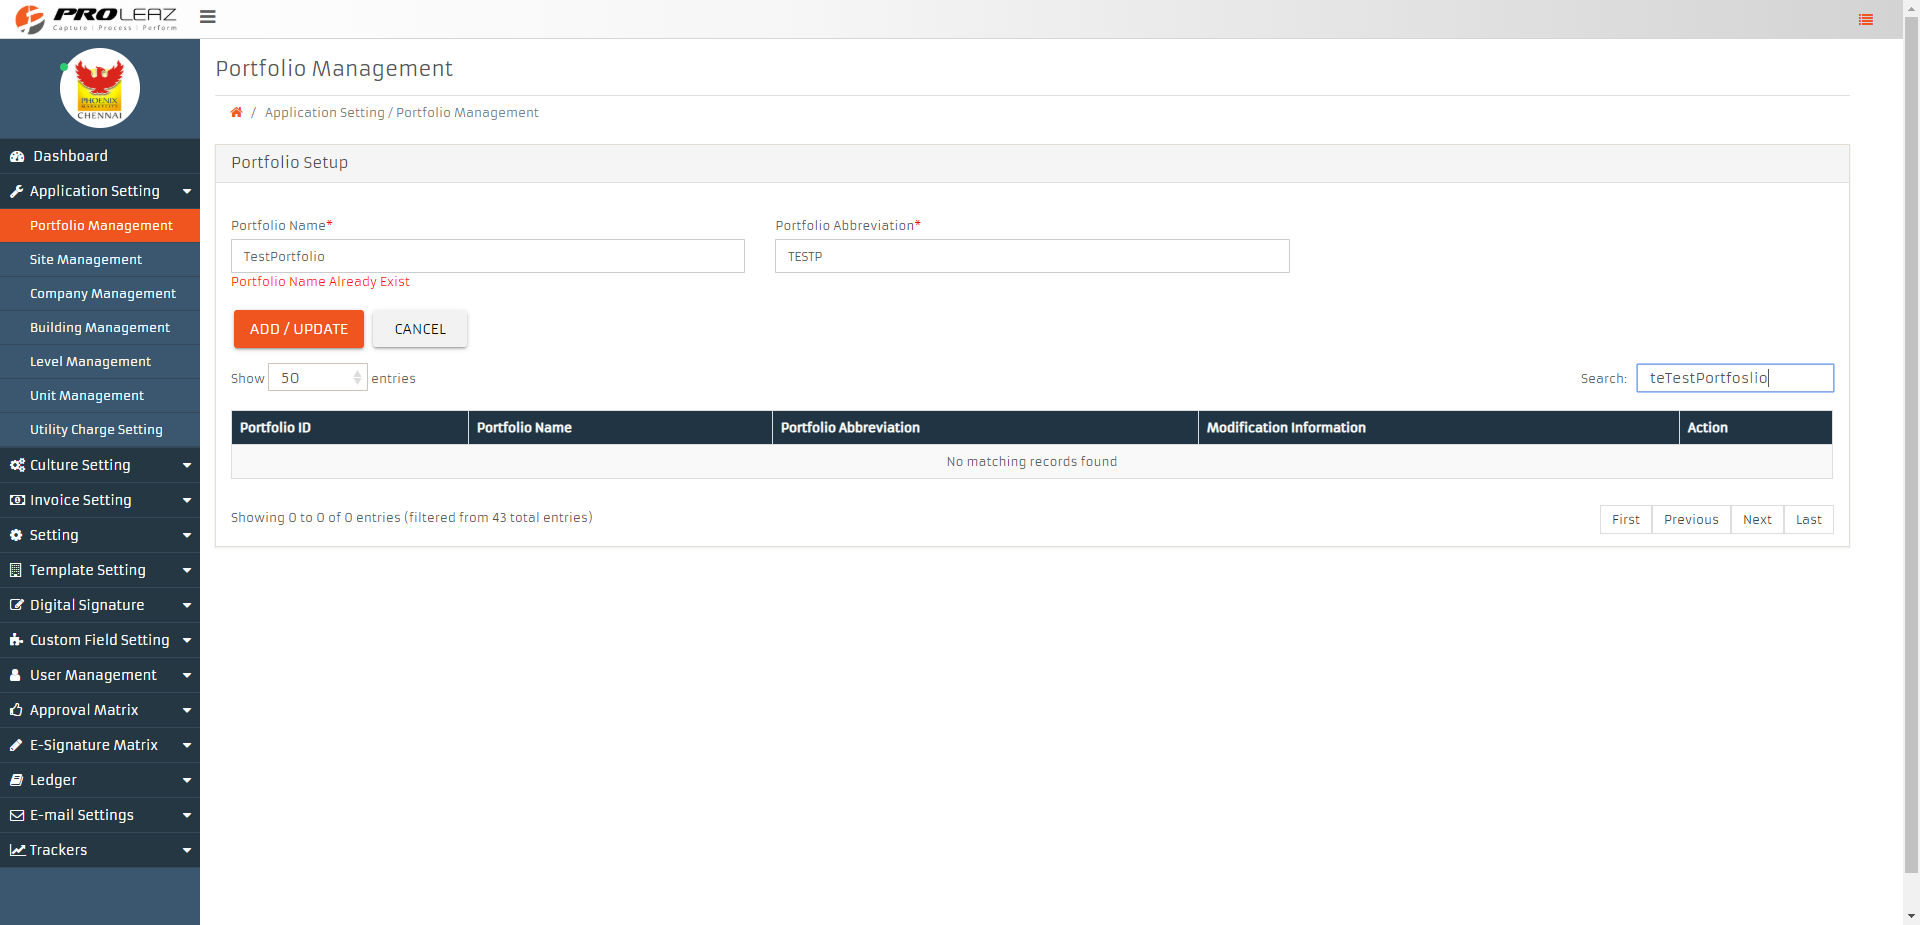 PROLEAZ
Capture | Process | Perform
PHOENIX
MARKETCITY
CHENNAI
Dashboard
Application Setting
Portfolio Management
Site Management
Company Management
Building Management
Level Management
Unit Management
Utility Charge Setting
Culture Setting
Invoice Setting
Setting
Template Setting
Digital Signature
Custom Field Setting
User Management
Approval Matrix
E-Signature Matrix
Ledger
E-mail Settings
Trackers
Portfolio Management
/ Application Setting / Portfolio Management
Portfolio Setup
Portfolio Name* Portfolio Abbreviation*
TestPortfolio TESTP
Portfolio Name Already Exist
ADD / UPDATE CANCEL
Show 50 entries Search: teTestPortfoslio
Portfolio ID Portfolio Name Portfolio Abbreviation Modification Information Action
No matching records found
Showing 0 to 0 of 0 entries (filtered from 43 total entries) First Previous Next Last